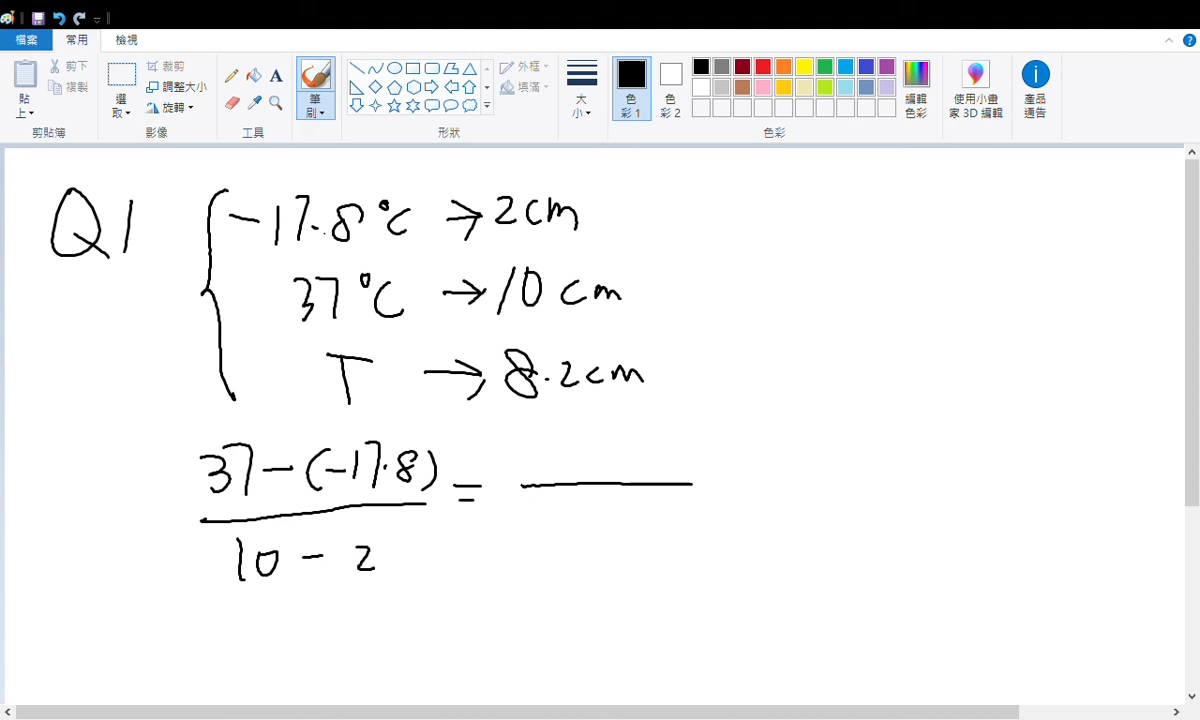 檔案 常用 檢視
貼上 剪下 複製 剪貼簿
選取 裁剪 調整大小 旋轉 影像
A 工具
筆刷
外框 填滿 形狀
大小
色彩 1 色彩 2 編輯色彩 色彩
使用小畫家 3D 編輯
產品通告
Q1 -17.8°C → 2cm
37°C → 10cm
T → 8.2cm
37-(-17.8) =
10 - 2